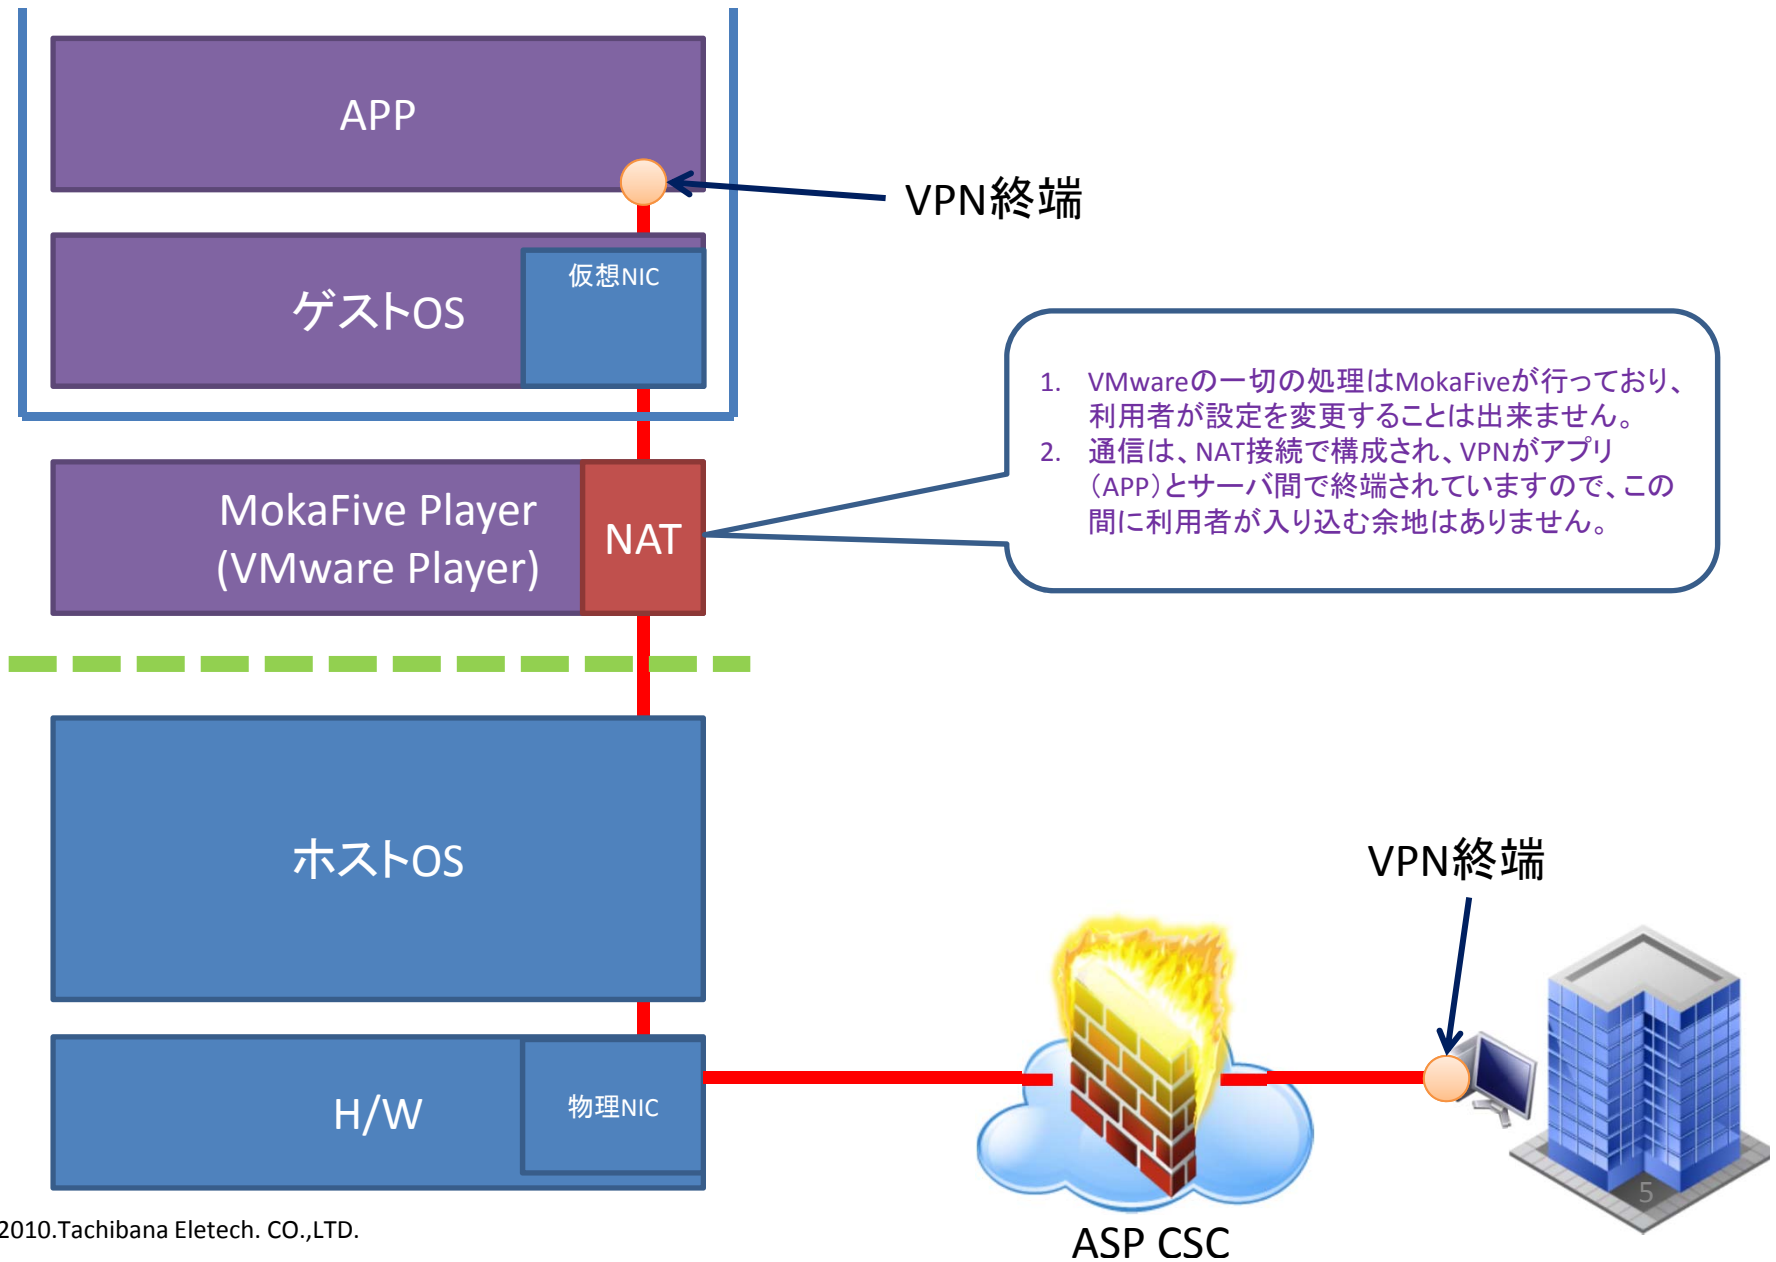 APP
VPN終端
仮想NIC
ゲストOS
1. VMwareの一切の処理はMokaFiveが行っており、
利用者が設定を変更することは出来ません。
2. 通信は、NAT接続で構成され、VPNがアプリ
（APP）とサーバ間で終端されていますので、この
間に利用者が入り込む余地はありません。
MokaFive Player
(VMware Player)
NAT
ホストOS
VPN終端
H/W
物理NIC
5
2010.Tachibana Eletech. CO.,LTD.
ASP CSC